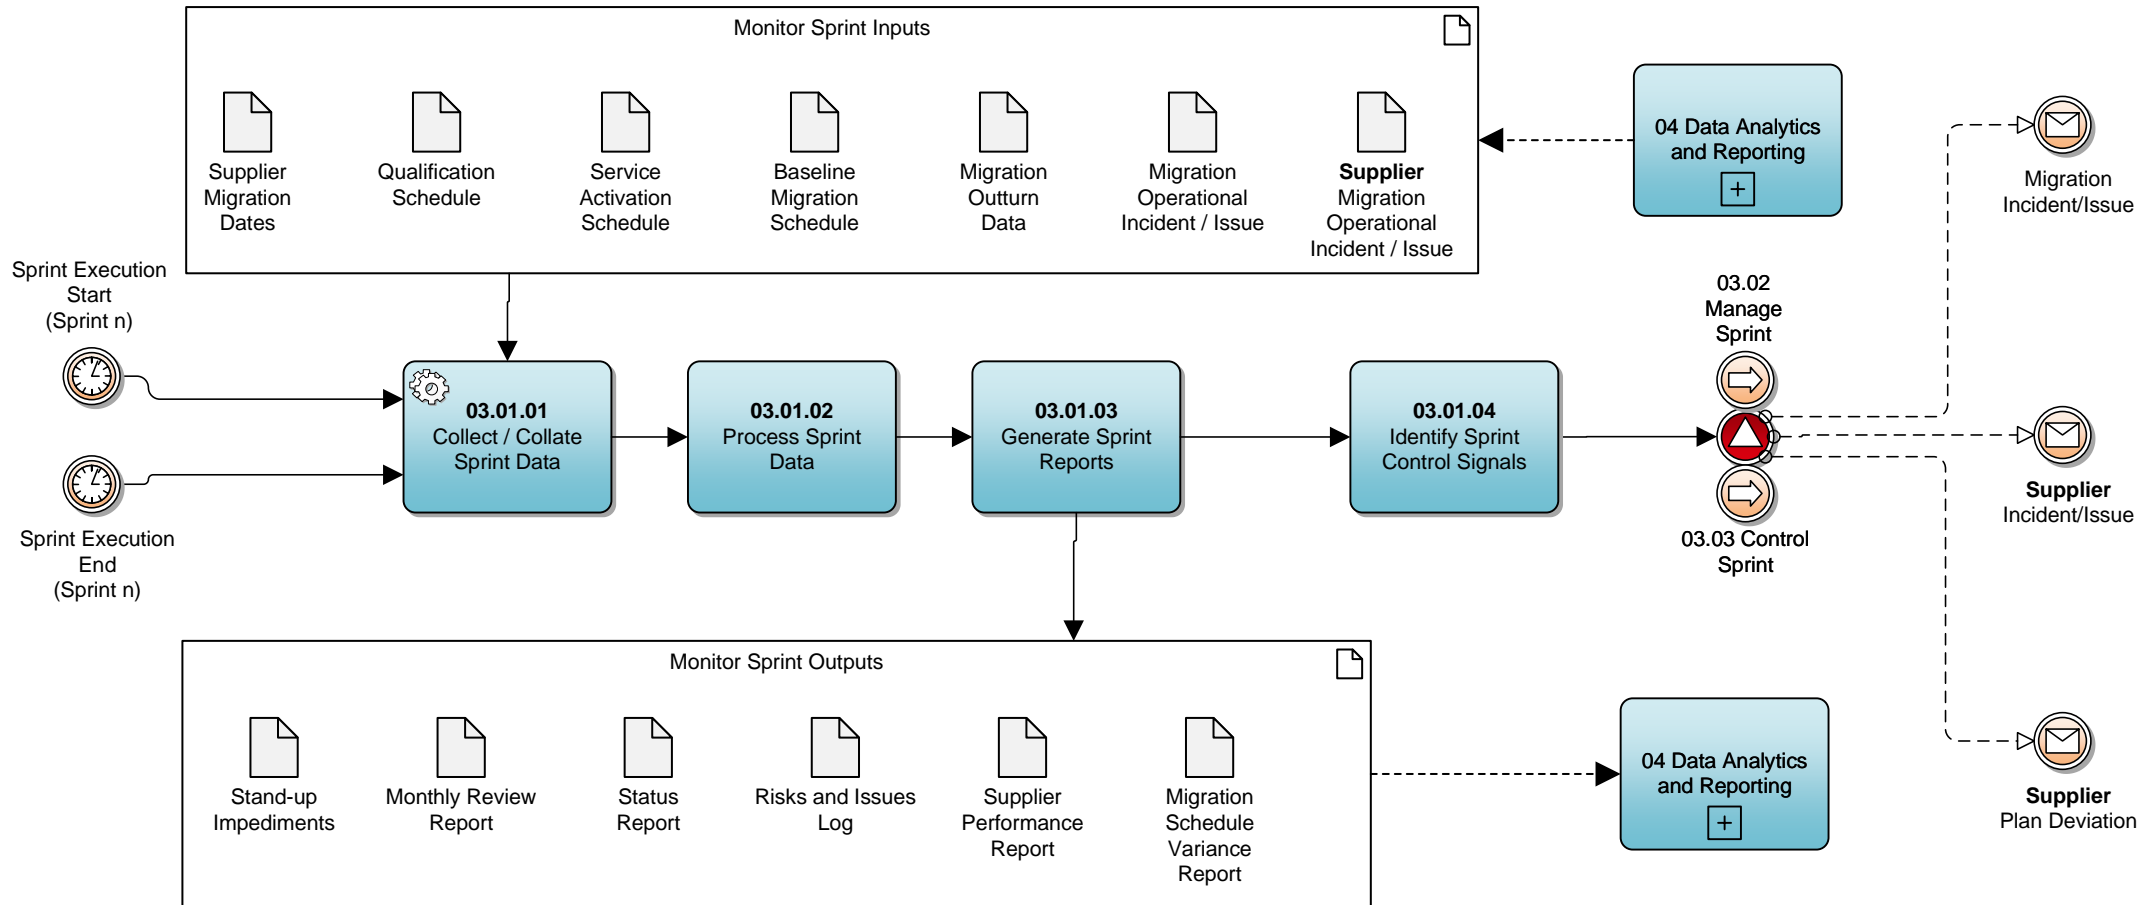 Monitor Sprint Inputs
Supplier
Migration
Dates
Qualification
Schedule
Service
Activation
Schedule
Baseline
Migration
Schedule
Migration
Outturn
Data
Migration
Operational
Incident / Issue
Supplier
Migration
Operational
Incident / Issue
04 Data Analytics
and Reporting
Migration
Incident/Issue
Sprint Execution
Start
(Sprint n)
Sprint Execution
End
(Sprint n)
03.01.01
Collect / Collate
Sprint Data
03.01.02
Process Sprint
Data
03.01.03
Generate Sprint
Reports
03.01.04
Identify Sprint
Control Signals
03.02
Manage
Sprint
03.03 Control
Sprint
Supplier
Incident/Issue
Monitor Sprint Outputs
Stand-up
Impediments
Monthly Review
Report
Status
Report
Risks and Issues
Log
Supplier
Performance
Report
Migration
Schedule
Variance
Report
04 Data Analytics
and Reporting
Supplier
Plan Deviation